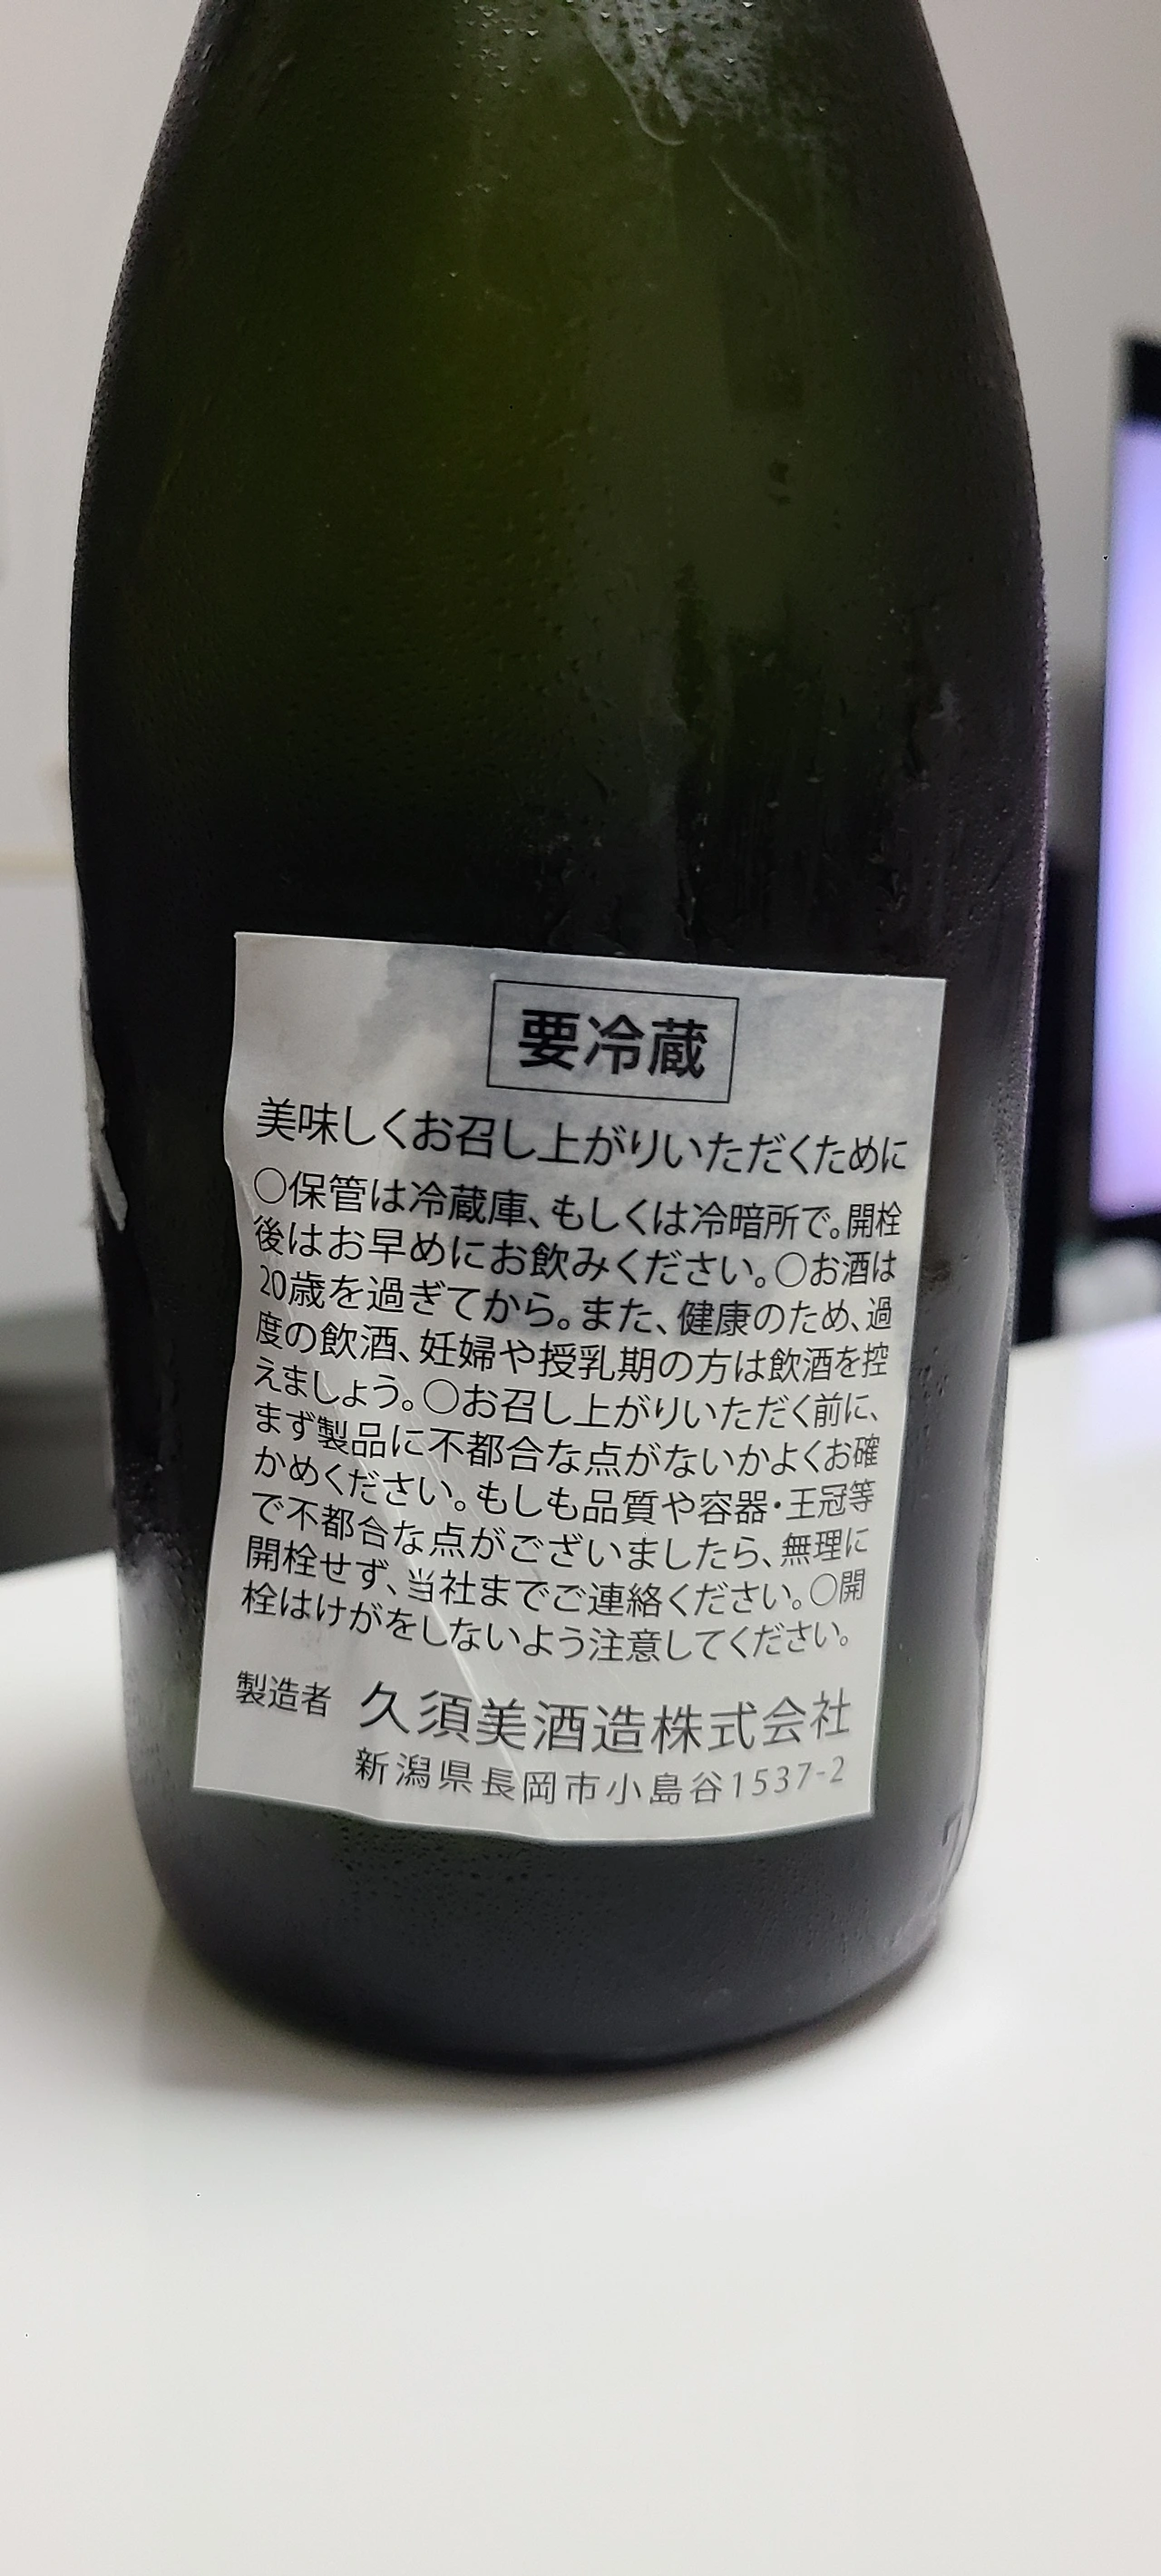 要冷蔵
美味しくお召し上がりいただくために
○保管は冷蔵庫、もしくは冷暗所で。開栓
後はお早めにお飲みください。○お酒は
20歳を過ぎてから。また、健康のため、過
度の飲酒、妊婦や授乳期の方は飲酒を控
えましょう。○お召し上がりいただく前に、
まず製品に不都合な点がないかよくお確
かめください。もしも品質や容器・王冠等
で不都合な点がございましたら、無理に
開栓せず、当社までご連絡ください。○開
栓はけがをしないよう注意してください。
製造者 久須美酒造株式会社
新潟県長岡市小島谷1537-2